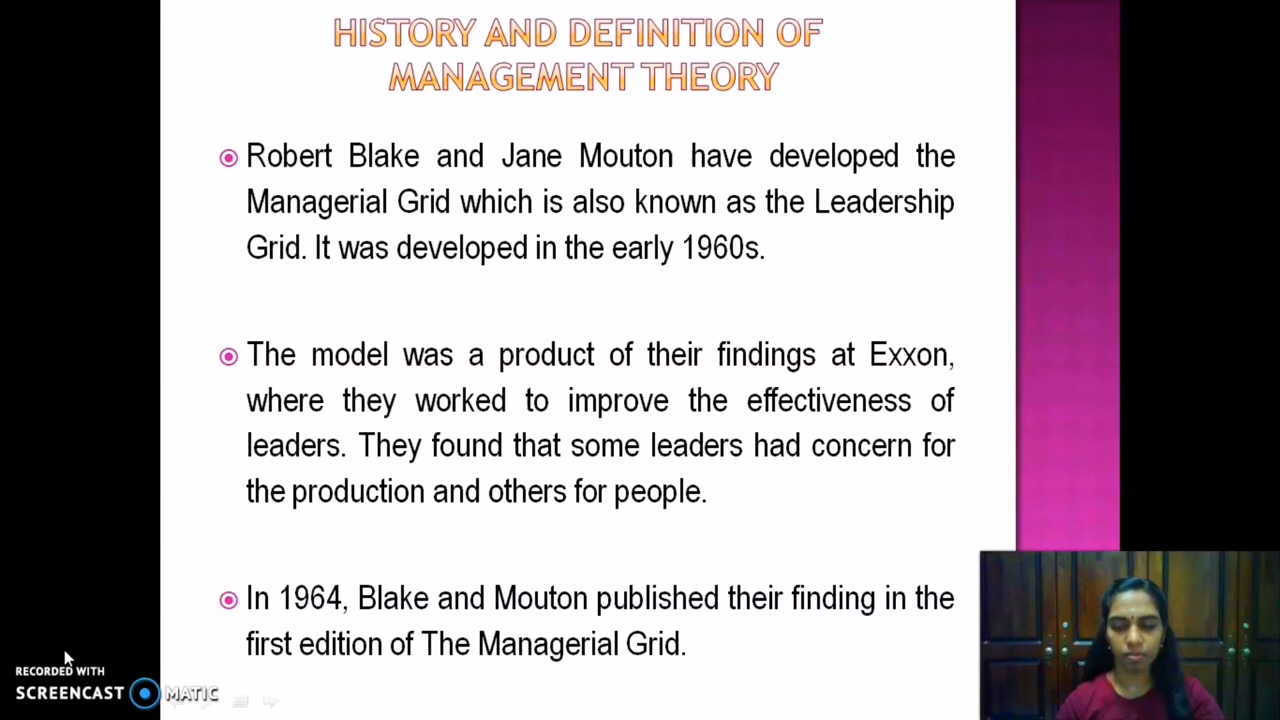 HISTORY AND DEFINITION OF
MANAGEMENT THEORY
Robert Blake and Jane Mouton have developed the
Managerial Grid which is also known as the Leadership
Grid. It was developed in the early 1960s.
The model was a product of their findings at Exxon,
where they worked to improve the effectiveness of
leaders. They found that some leaders had concern for
the production and others for people.
In 1964, Blake and Mouton published their finding in the
first edition of The Managerial Grid.
RECORDED WITH
SCREENCAST MATIC